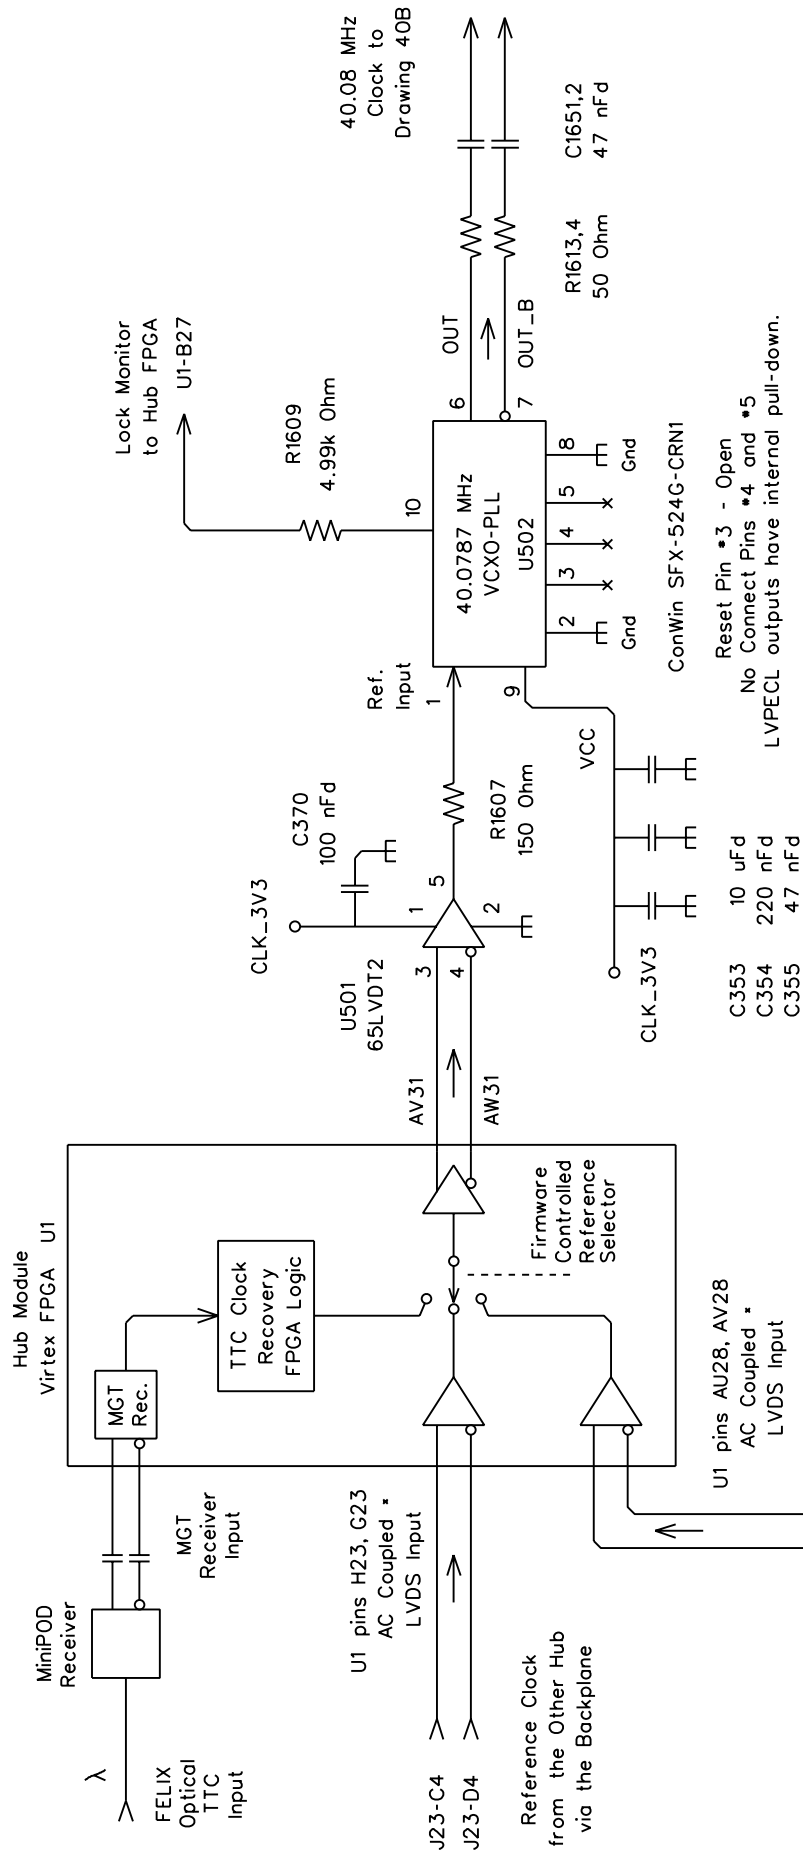 Hub Module
Virtex FPGA U1
FELIX
Optical
TTC
Input
λ
MiniPOD
Receiver
MGT
Receiver
Input
MGT
Rec.
TTC Clock
Recovery
FPGA Logic
J23-C4
J23-D4
Reference Clock
from the Other Hub
via the Backplane
U1 pins H23, G23
AC Coupled *
LVDS Input
U1 pins AU28, AV28
AC Coupled *
LVDS Input
Firmware
Controlled
Reference
Selector
AV31
AW31
U501
65LVDT2
3
4
1
2
5
CLK_3V3
C370
100 nFd
R1607
150 Ohm
Ref.
Input
1
9
VCC
CLK_3V3
C353 10 uFd
C354 220 nFd
C355 47 nFd
40.0787 MHz
VCXO-PLL
U502
10
R1609
4.99k Ohm
Lock Monitor
to Hub FPGA
U1-B27
2
3
4
5
8
Gnd
Gnd
ConWin SFX-524G-CRN1
Reset Pin #3 - Open
No Connect Pins #4 and #5
LVPECL outputs have internal pull-down.
6
7
OUT
OUT_B
R1613,4
50 Ohm
C1651,2
47 nFd
40.08 MHz
Clock to
Drawing 40B